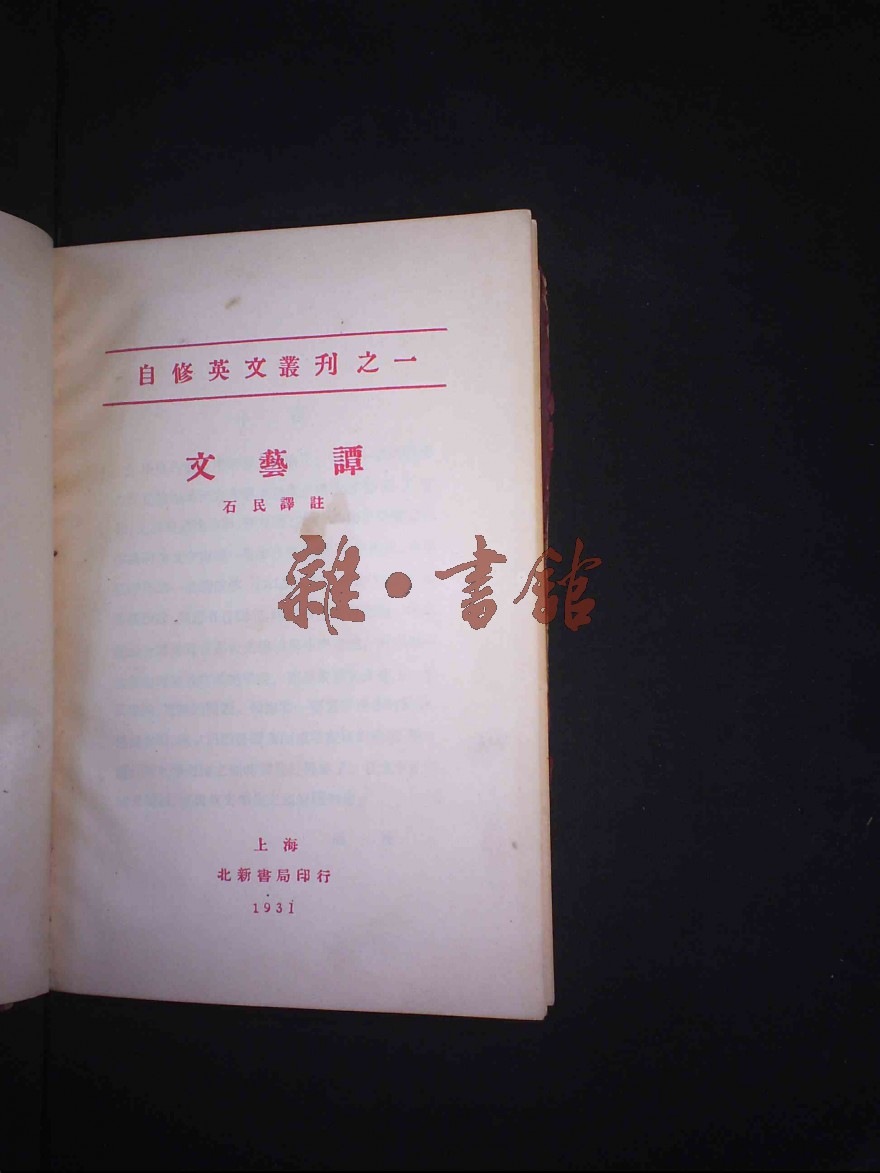 自修英文叢刊之一
文藝譚
石民譯註
雜·書館
上海
北新書局印行
1931